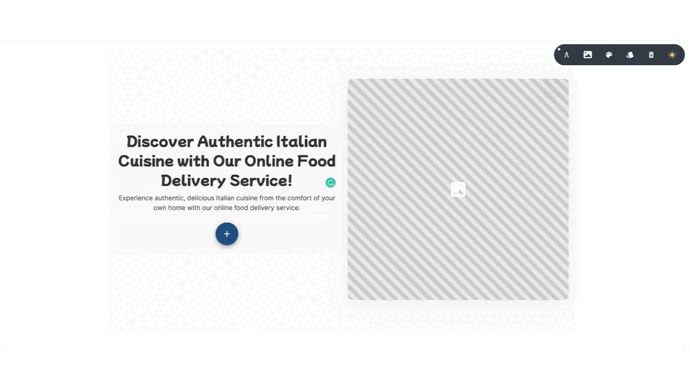 Discover Authentic Italian
Cuisine with Our Online Food
Delivery Service!
Experience authentic, delicious Italian cuisine from the comfort of your
own home with our online food delivery service.